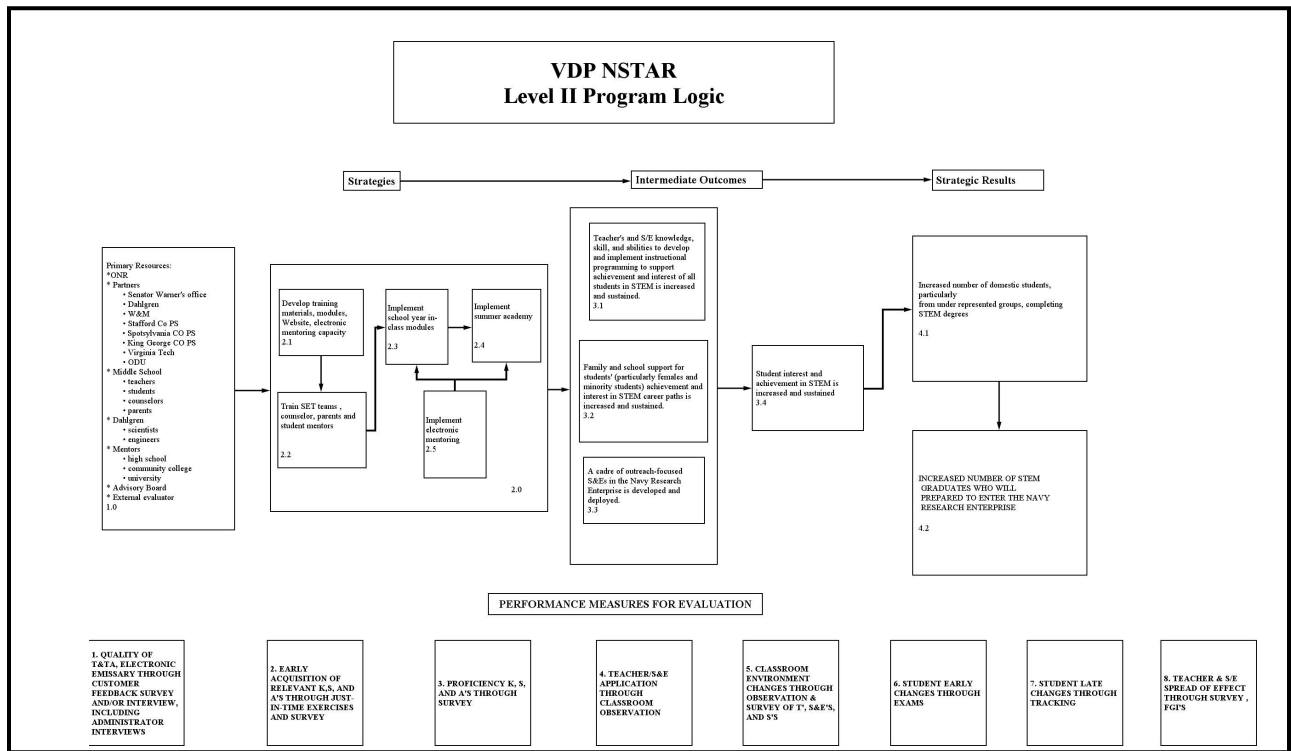 VDP NSTAR
Level II Program Logic
Strategies
Intermediate Outcomes
Strategic Results
Primary Resources:
*ONR
* Partners
• Senator Warner's office
• Dahlgren
• W&M
• Stafford Co PS
• Spotsylvania CO PS
• King George CO PS
• Virginia Tech
• ODU
* Middle School
• teachers
• students
• counselors
• parents
* Dahlgren
• scientists
• engineers
* Mentors
• high school
• community college
• university
* Advisory Board
* External evaluator
1.0
Develop training
materials, modules,
Website, electronic
mentoring capacity
2.1
Train SET teams ,
counselor, parents and
student mentors
2.2
Implement
school year in-
class modules
2.3
Implement
summer academy
2.4
Implement
electronic
mentoring
2.5
2.0
Teacher's and S/E knowledge,
skill, and abilities to develop
and implement instructional
programming to support
achievement and interest of all
students in STEM is increased
and sustained.
3.1
Family and school support for
students' (particularly females and
minority students) achievement and
interest in STEM career paths is
increased and sustained.
3.2
A cadre of outreach-focused
S&Es in the Navy Research
Enterprise is developed and
deployed.
3.3
Student interest and
achievement in STEM is
increased and sustained
3.4
Increased number of domestic students,
particularly
from under represented groups, completing
STEM degrees
4.1
INCREASED NUMBER OF STEM
GRADUATES WHO WILL
PREPARED TO ENTER THE NAVY
RESEARCH ENTERPRISE
4.2
PERFORMANCE MEASURES FOR EVALUATION
1. QUALITY OF
T&TA, ELECTRONIC
EMISSARY THROUGH
CUSTOMER
FEEDBACK SURVEY
AND/OR INTERVIEW,
INCLUDING
ADMINISTRATOR
INTERVIEWS
2. EARLY
ACQUISITION OF
RELEVANT K,S, AND
A'S THROUGH JUST-
IN-TIME EXERCISES
AND SURVEY
3. PROFICIENCY K, S,
AND A'S THROUGH
SURVEY
4. TEACHER/S&E
APPLICATION
THROUGH
CLASSROOM
OBSERVATION
5. CLASSROOM
ENVIRONMENT
CHANGES THROUGH
OBSERVATION &
SURVEY OF T', S&E'S,
AND S'S
6. STUDENT EARLY
CHANGES THROUGH
EXAMS
7. STUDENT LATE
CHANGES THROUGH
TRACKING
8. TEACHER & S/E
SPREAD OF EFFECT
THROUGH SURVEY ,
FGI'S